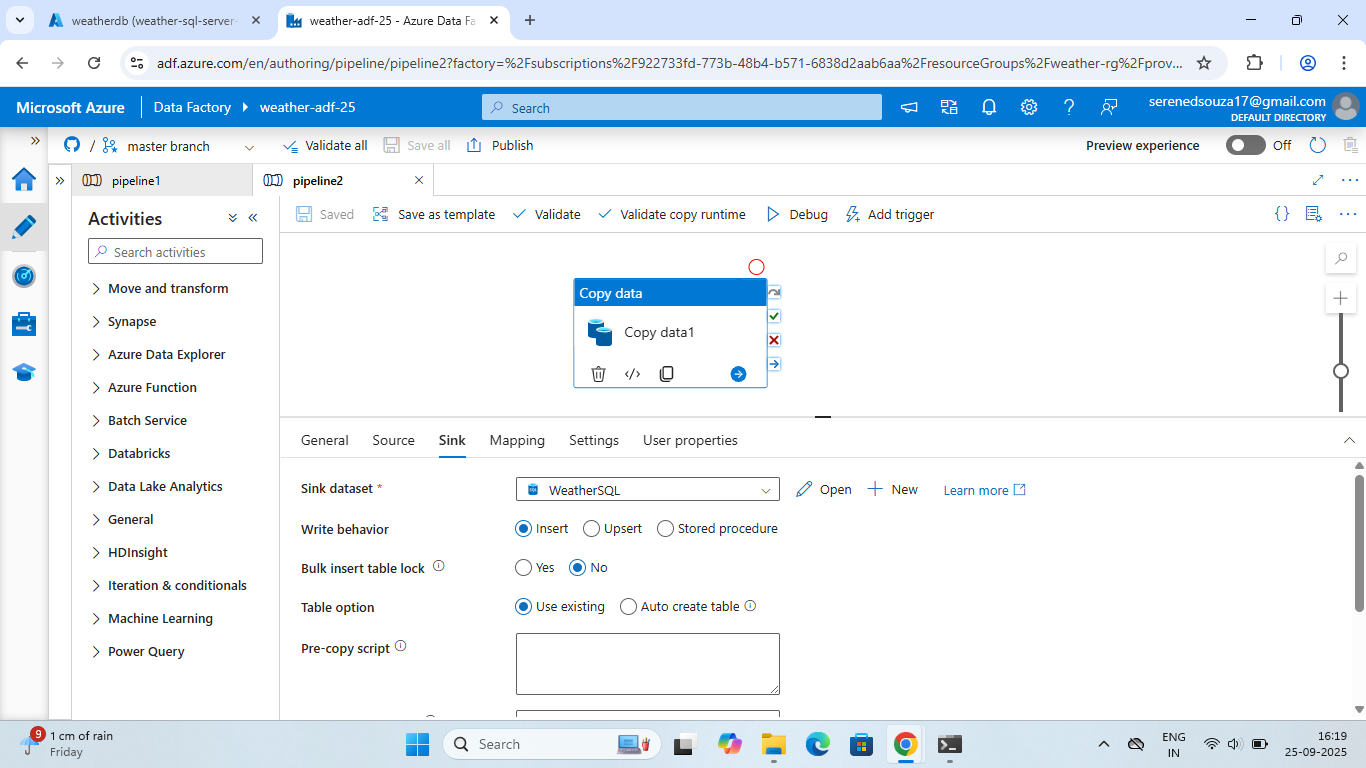 weatherdb (weather-sql-server-
weather-adf-25 - Azure Data Fa
adf.azure.com/en/authoring/pipeline/pipeline2?factory=%2Fsubscriptions%2F922733fd-773b-48b4-b571-6838d2aab6aa%2FresourceGroups%2Fweather-rg%2Fprov...
Microsoft Azure
Data Factory
weather-adf-25
Search
serenedsouza17@gmail.com
DEFAULT DIRECTORY
/ master branch
Validate all
Save all
Publish
Preview experience
Off
pipeline1
pipeline2
Activities
Saved
Save as template
Validate
Validate copy runtime
Debug
Add trigger
Search activities
Move and transform
Synapse
Azure Data Explorer
Azure Function
Batch Service
Databricks
Data Lake Analytics
General
HDInsight
Iteration & conditionals
Machine Learning
Power Query
Copy data
Copy data1
General
Source
Sink
Mapping
Settings
User properties
Sink dataset *
WeatherSQL
Open
New
Learn more
Write behavior
Insert
Upsert
Stored procedure
Bulk insert table lock
Yes
No
Table option
Use existing
Auto create table
Pre-copy script
9
1 cm of rain
Friday
Search
ENG
IN
16:19
25-09-2025